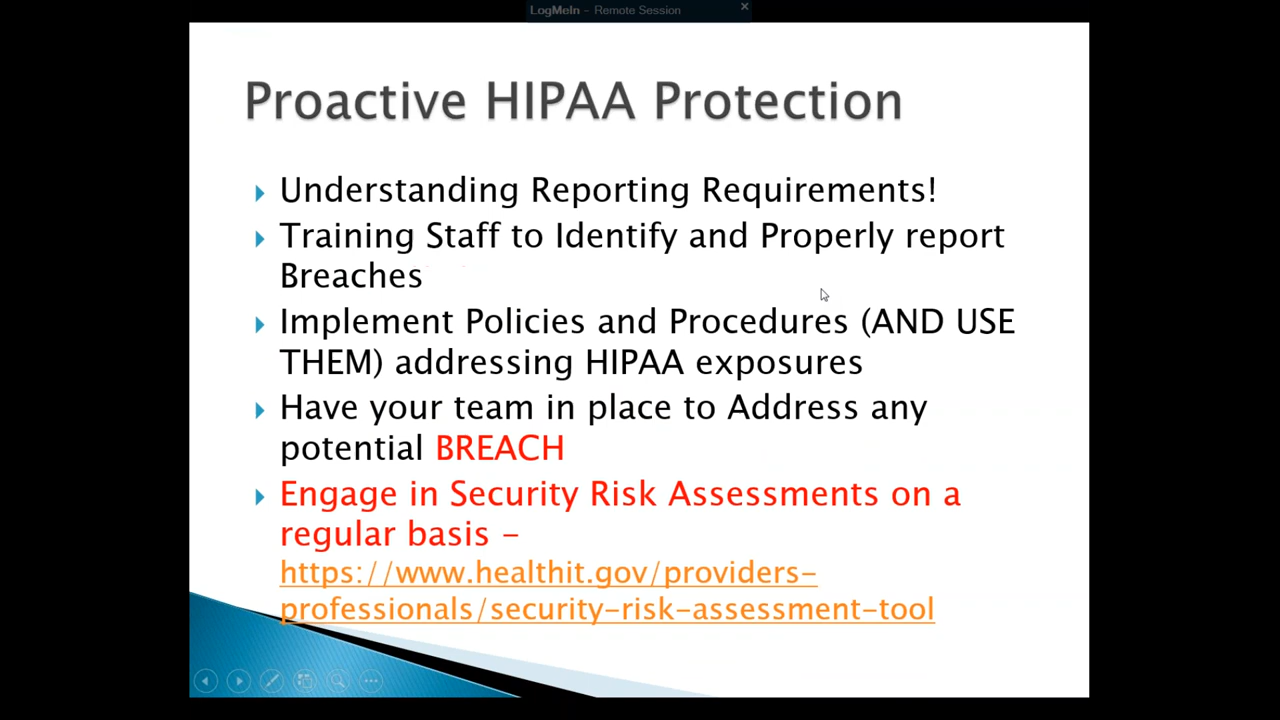 LogMeIn - Remote Session
Proactive HIPAA Protection
Understanding Reporting Requirements!
Training Staff to Identify and Properly report
Breaches
Implement Policies and Procedures (AND USE
THEM) addressing HIPAA exposures
Have your team in place to Address any
potential BREACH
Engage in Security Risk Assessments on a
regular basis –
https://www.healthit.gov/providers-
professionals/security-risk-assessment-tool